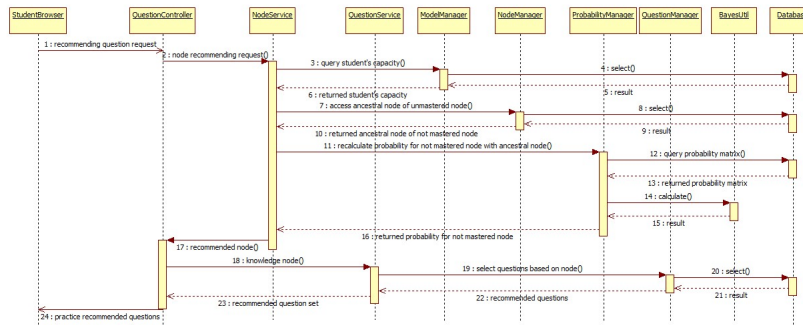 StudentBrowser QuestionController NodeService QuestionService ModelManager NodeManager ProbabilityManager QuestionManager BayesUtil Database
1 : recommending question request
2 : node recommending request()
3 : query student's capacity()
4 : select()
5 : result
6 : returned student's capacity
7 : access ancestral node of unmastered node()
8 : select()
9 : result
10 : returned ancestral node of not mastered node
11 : recalculate probability for not mastered node with ancestral node()
12 : query probability matrix()
13 : returned probability matrix
14 : calculate()
15 : result
16 : returned probability for not mastered node
17 : recommended node()
18 : knowledge node()
19 : select questions based on node()
20 : select()
21 : result
22 : recommended questions
23 : recommended question set
24 : practice recommended questions